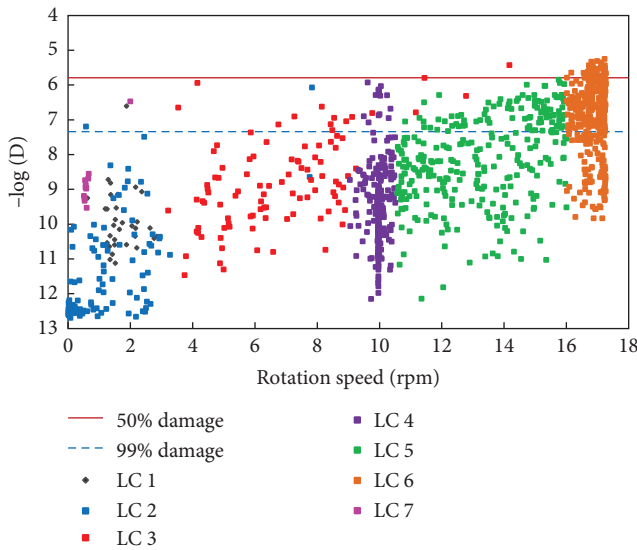 4
5
6
7
8
9
10
11
12
13
–log (D)
0 2 4 6 8 10 12 14 16 18
Rotation speed (rpm)
50% damage
99% damage
LC 1
LC 2
LC 3
LC 4
LC 5
LC 6
LC 7